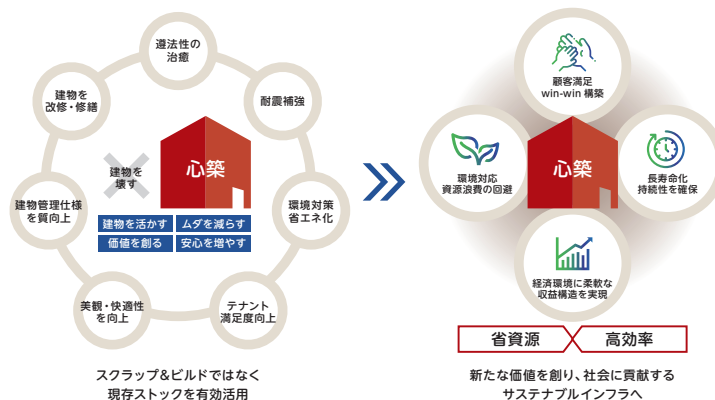 遵法性の
治癒
建物を
改修・修繕
耐震補強
心築
建物を
壊す
建物管理仕様
を質向上
環境対策
省エネ化
建物を活かす
ムダを減らす
価値を創る
安心を増やす
美観・快適性
を向上
テナント
満足度向上
スクラップ&ビルドではなく
現存ストックを有効活用
顧客満足
win-win 構築
環境対応
資源浪費の回避
心築
長寿命化
持続性を確保
経済環境に柔軟な
収益構造を実現
省資源
高効率
新たな価値を創り、社会に貢献する
サステナブルインフラへ